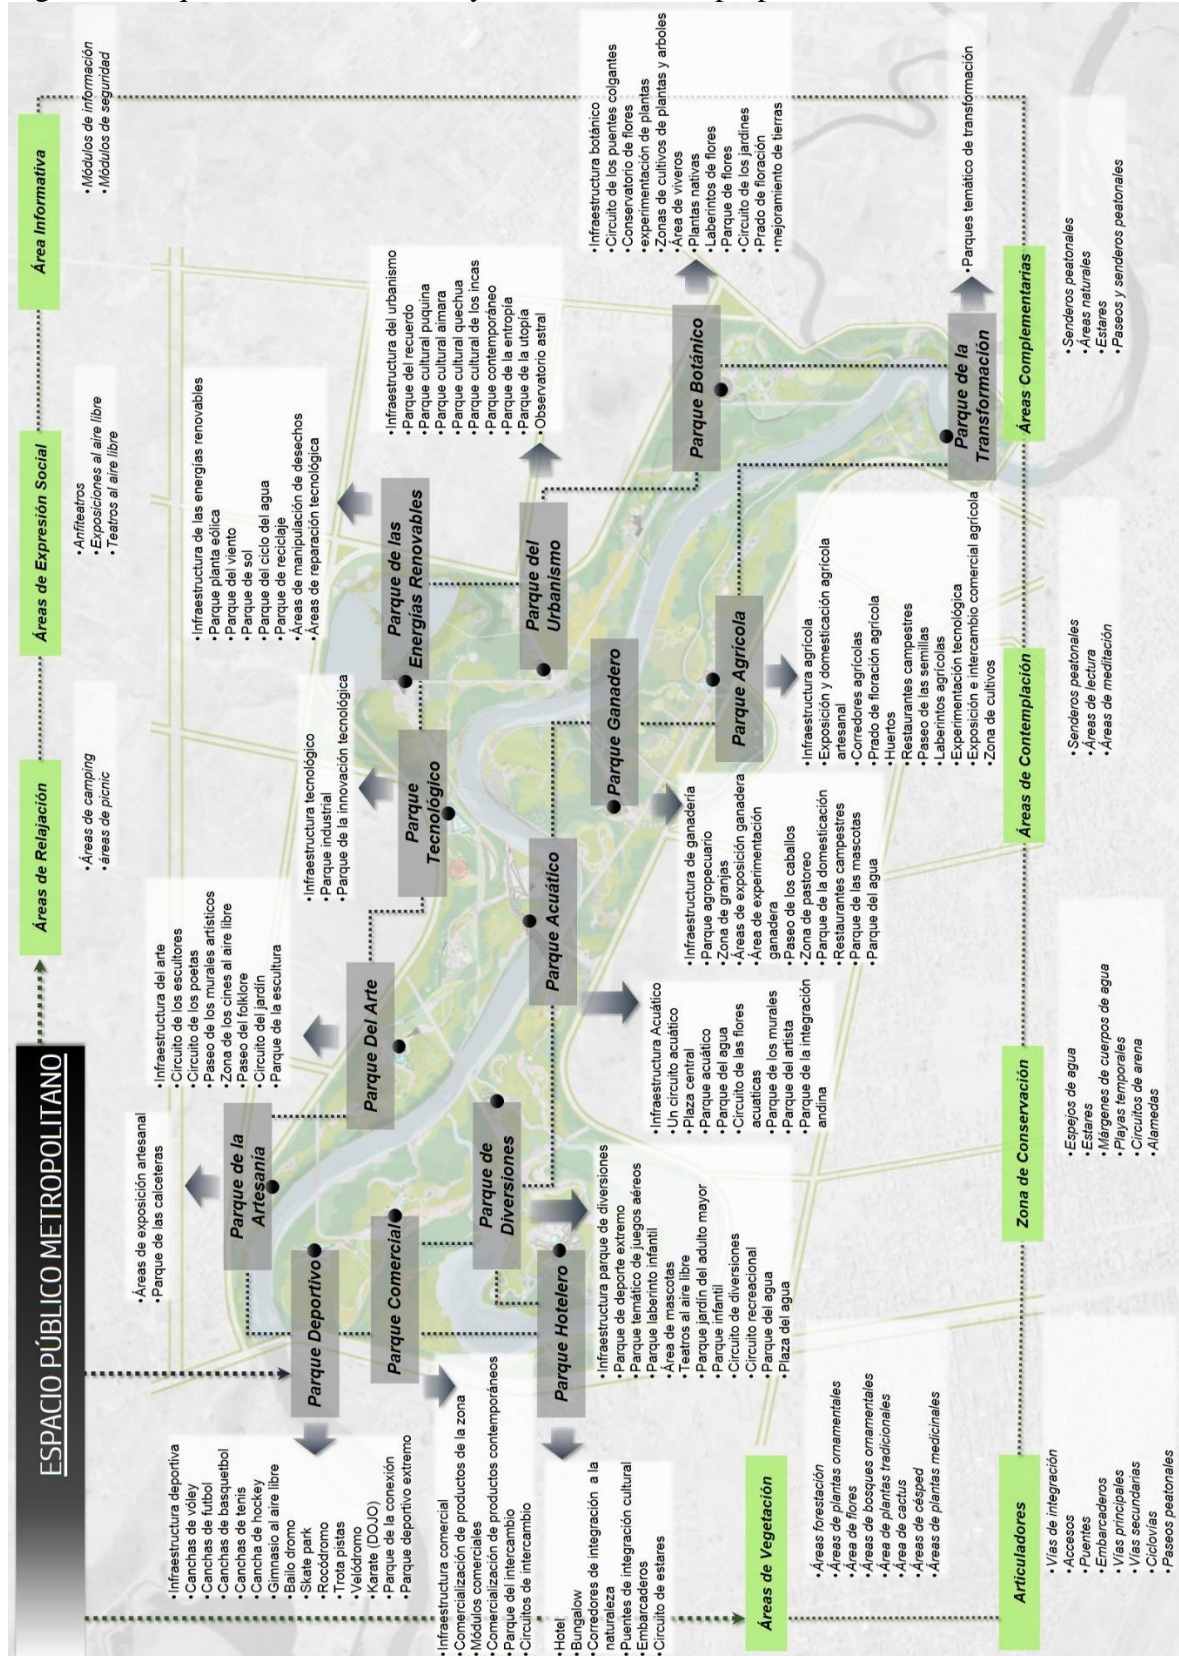 ESPACIO PÚBLICO METROPOLITANO
Áreas de Relajación
•Áreas de camping
•áreas de picnic
Áreas de Expresión Social
•Anfiteatros
•Exposiciones al aire libre
•Teatros al aire libre
Área Informativa
•Módulos de información
•Módulos de seguridad
•Áreas de exposición artesanal
•Parque de las calceteras
Parque de la
Artesanía
•Infraestructura del arte
•Circuito de los escultores
•Circuito de los poetas
•Paseo de los murales artísticos
•Zona de los cines al aire libre
•Paseo del folklore
•Circuito del jardín
•Parque de la escultura
Parque Del Arte
•Infraestructura tecnológico
•Parque industrial
•Parque de la innovación tecnológica
Parque
Tecnológico
•Infraestructura de las energías renovables
•Parque planta eólica
•Parque del viento
•Parque de sol
•Parque del ciclo del agua
•Parque de reciclaje
•Áreas de manipulación de desechos
•Áreas de reparación tecnológica
Parque de las
Energías Renovables
•Infraestructura del urbanismo
•Parque del recuerdo
•Parque cultural puquina
•Parque cultural aimara
•Parque cultural quechua
•Parque cultural de los incas
•Parque contemporáneo
•Parque de la entropía
•Parque de la utopía
•Observatorio astral
Parque del
Urbanismo
•Infraestructura botánico
•Circuito de los puentes colgantes
•Conservatorio de flores
•experimentación de plantas
•Zonas de cultivos de plantas y arboles
•Área de viveros
•Plantas nativas
•Laberintos de flores
•Parque de flores
•Circuito de los jardines
•Prado de floración
•mejoramiento de tierras
Parque Botánico
•Parques temático de transformación
Parque de la
Transformación
Parque Deportivo
•Infraestructura deportiva
•Canchas de vóley
•Canchas de futbol
•Canchas de basquetbol
•Canchas de tenis
•Cancha de hockey
•Gimnasio al aire libre
•Bailo dromo
•Skate park
•Rocódromo
•Trota pistas
•Velódromo
•Karate (DOJO)
•Parque de la conexión
•Parque deportivo extremo
Parque Comercial
•Infraestructura comercial
•Comercialización de productos de la zona
•Módulos comerciales
•Comercialización de productos contemporáneos
•Parque del intercambio
•Circuitos de intercambio
Parque Hotelero
•Hotel
•Bungalow
•Corredores de integración a la
naturaleza
•Puentes de integración cultural
•Embarcaderos
•Circuito de estares
Parque de
Diversiones
•Infraestructura parque de diversiones
•Parque de deporte extremo
•Parque temático de juegos aéreos
•Parque laberinto infantil
•Área de mascotas
•Teatros al aire libre
•Parque jardín del adulto mayor
•Parque infantil
•Circuito de diversiones
•Circuito recreacional
•Parque del agua
•Plaza del agua
Parque Acuático
•Infraestructura Acuático
•Un circuito acuático
•Plaza central
•Parque acuático
•Parque del agua
•Circuito de las flores
acuaticas
•Parque de los murales
•Parque del artista
•Parque de la integración
andina
Parque Ganadero
•Infraestructura de ganadería
•Parque agropecuario
•Zona de granjas
•Áreas de exposición ganadera
•Área de experimentación
ganadera
•Paseo de los caballos
•Zona de pastoreo
•Parque de la domesticación
•Restaurantes campestres
•Parque de las mascotas
•Parque del agua
Parque Agrícola
•Infraestructura agrícola
•Exposición y domesticación agrícola
artesanal
•Corredores agrícolas
•Prado de floración agrícola
•Huertos
•Restaurantes campestres
•Paseo de las semillas
•Laberintos agrícolas
•Experimentación tecnológica
•Exposición e intercambio comercial agrícola
•Zona de cultivos
Áreas de Vegetación
•Áreas forestación
•Áreas de plantas ornamentales
•Área de flores
•Áreas de bosques ornamentales
•Área de plantas tradicionales
•Área de cactus
•Áreas de césped
•Áreas de plantas medicinales
Articuladores
•Vías de integración
•Accesos
•Puentes
•Embarcaderos
•Vías principales
•Vías secundarias
•Ciclovías
•Paseos peatonales
Zona de Conservación
•Espejos de agua
•Estares
•Márgenes de cuerpos de agua
•Playas temporales
•Circuitos de arena
•Alamedas
Áreas de Contemplación
•Senderos peatonales
•Áreas de lectura
•Áreas de meditación
Áreas Complementarias
•Senderos peatonales
•Áreas naturales
•Estares
•Paseos y senderos peatonales